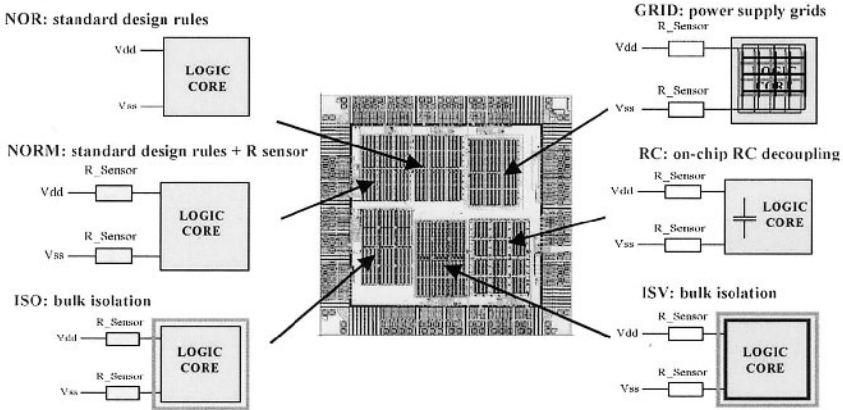 NOR: standard design rules
Vdd
Vss
LOGIC
CORE
NORM: standard design rules + R sensor
R_Sensor
Vdd
R_Sensor
Vss
LOGIC
CORE
ISO: bulk isolation
R_Sensor
Vdd
R_Sensor
Vss
LOGIC
CORE
GRID: power supply grids
R_Sensor
Vdd
R_Sensor
Vss
LOGIC
CORE
RC: on-chip RC decoupling
R_Sensor
Vdd
R_Sensor
Vss
LOGIC
CORE
ISV: bulk isolation
R_Sensor
Vdd
R_Sensor
Vss
LOGIC
CORE